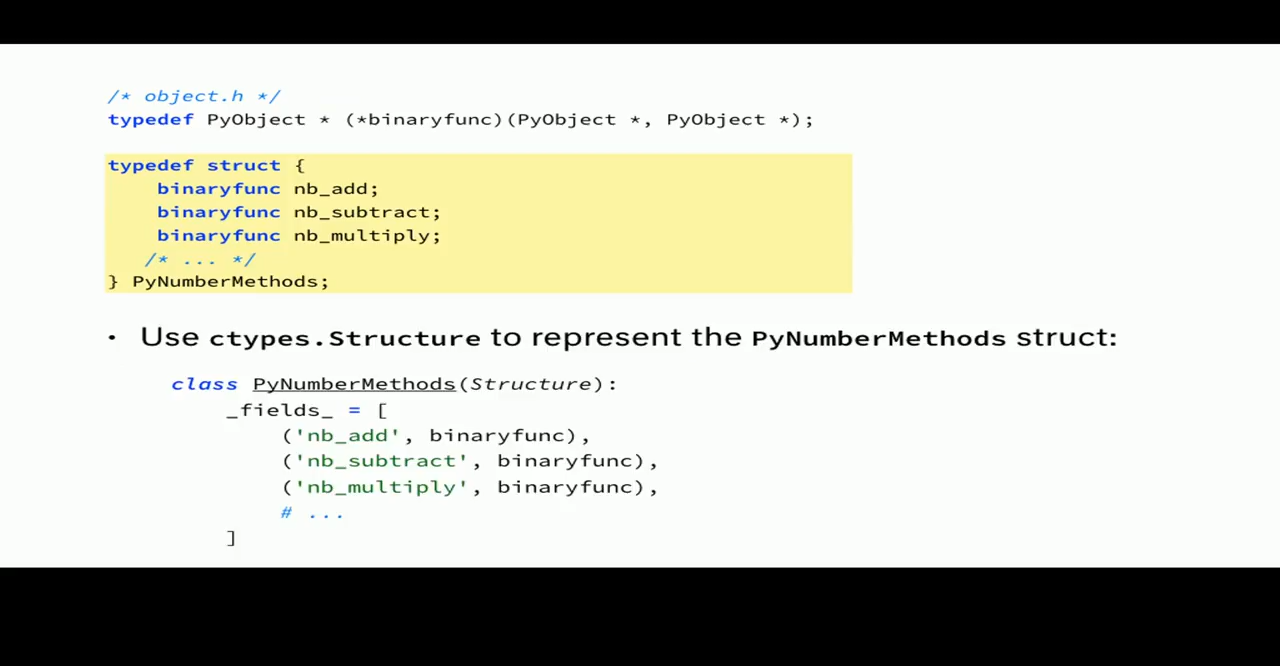 /* object.h */
typedef PyObject * (*binaryfunc)(PyObject *, PyObject *);
typedef struct {
    binaryfunc nb_add;
    binaryfunc nb_subtract;
    binaryfunc nb_multiply;
   /* ... */
} PyNumberMethods;
• Use ctypes.Structure to represent the PyNumberMethods struct:
class PyNumberMethods(Structure):
    _fields_ = [
        ('nb_add', binaryfunc),
        ('nb_subtract', binaryfunc),
        ('nb_multiply', binaryfunc),
        # ...
    ]